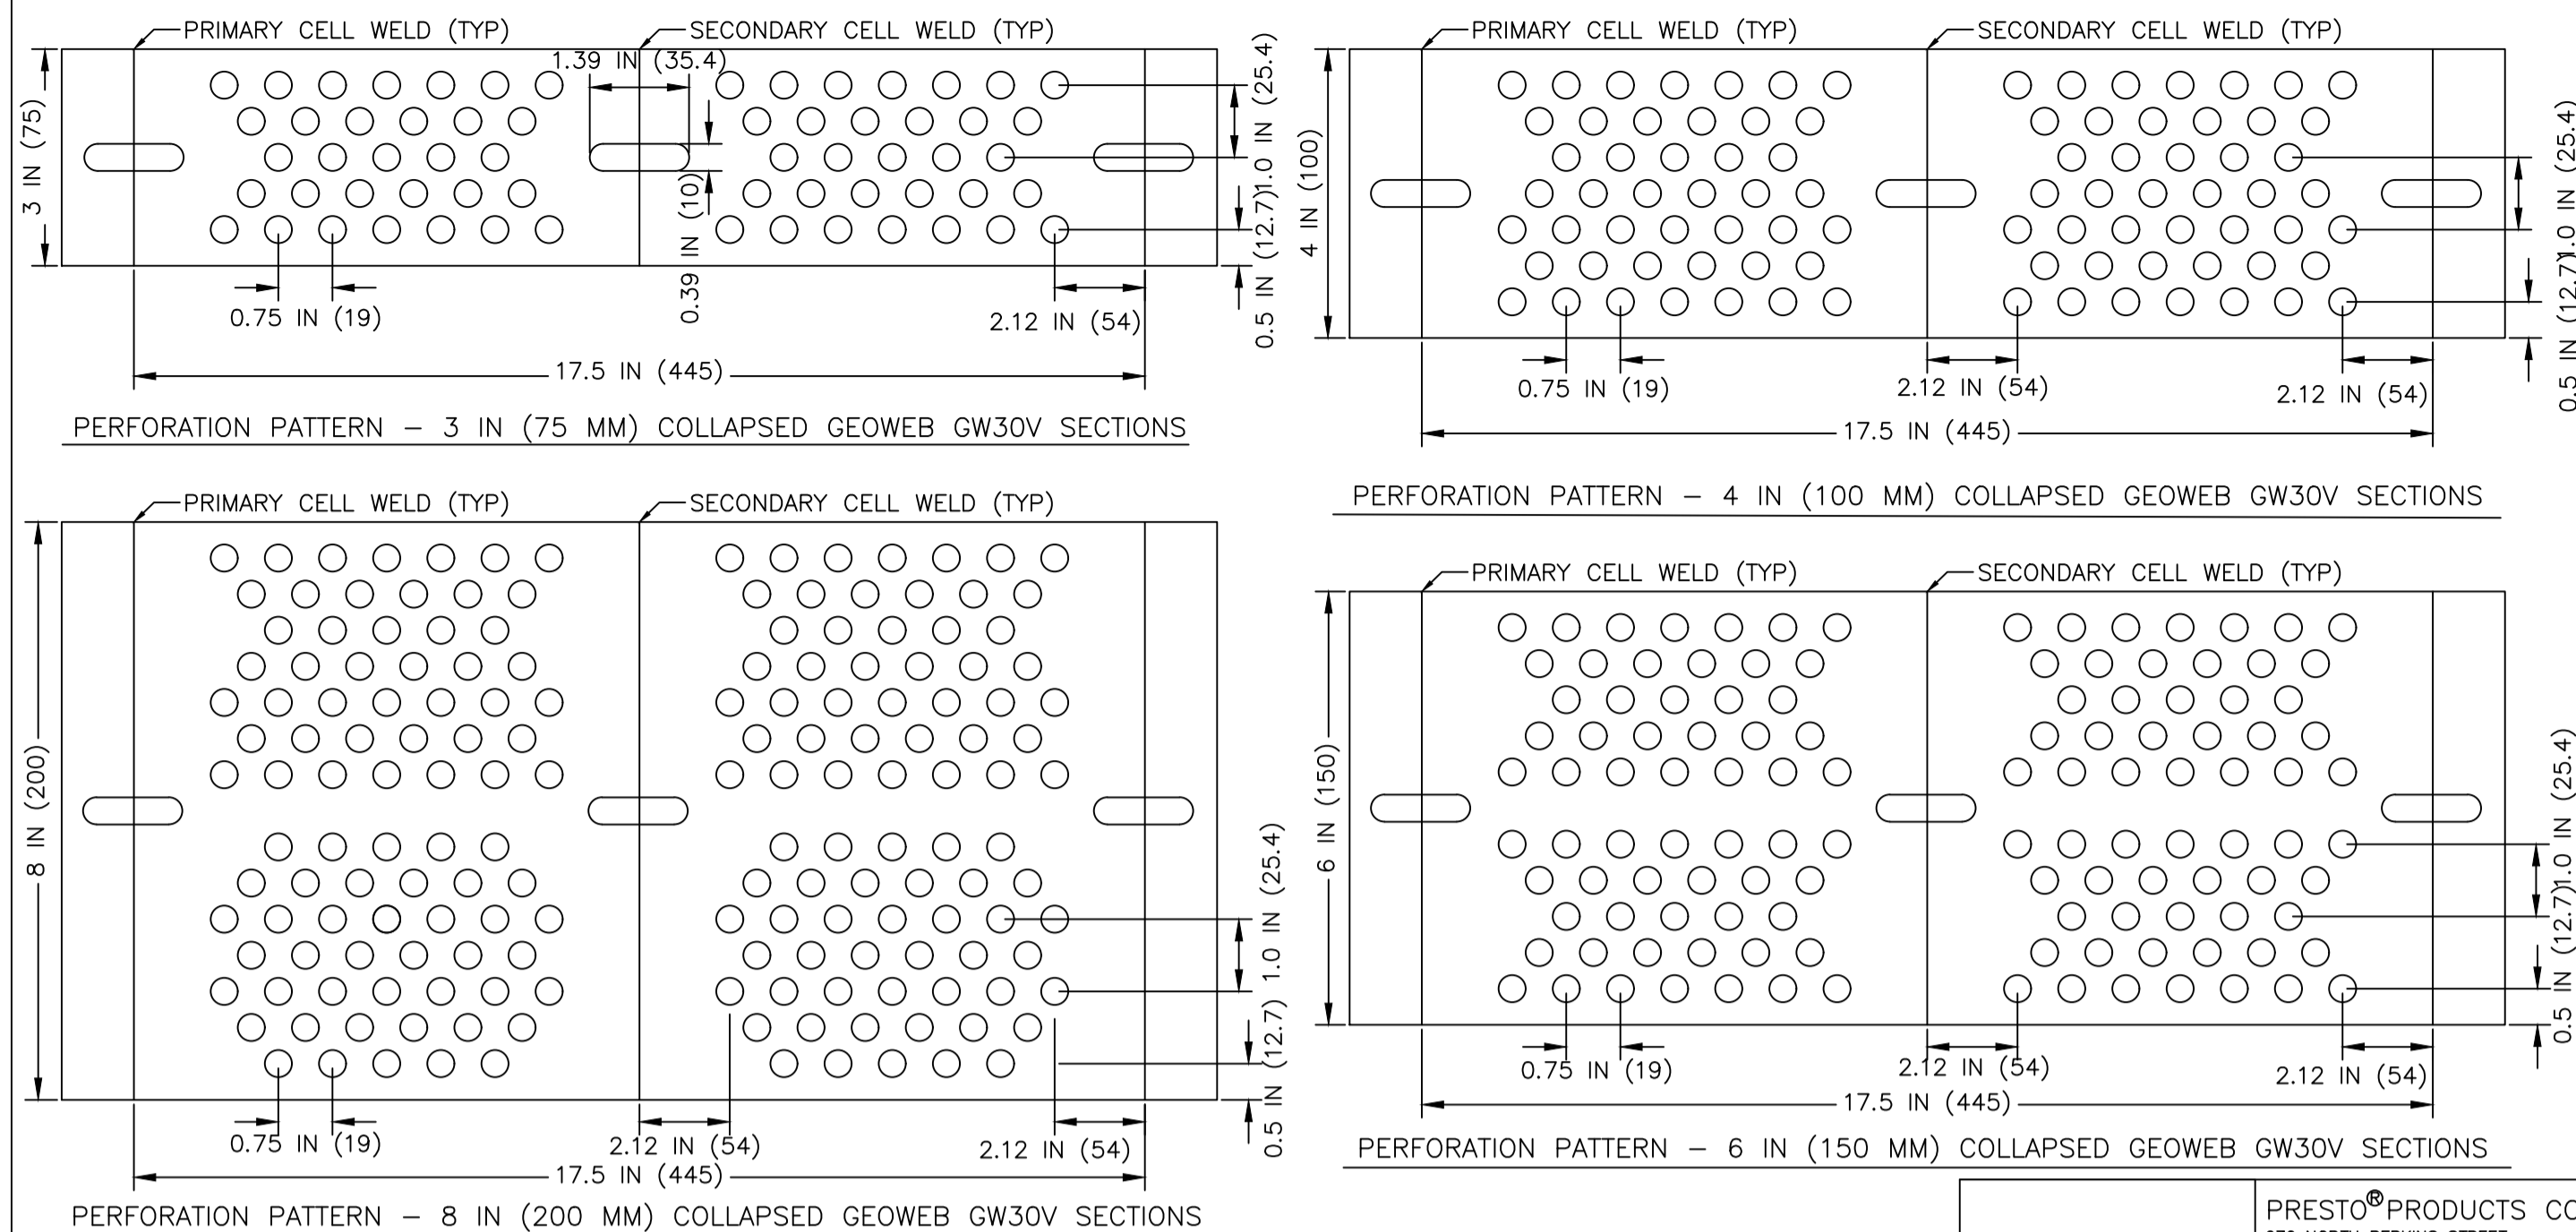 PRIMARY CELL WELD (TYP)
SECONDARY CELL WELD (TYP)
1.39 IN (35.4)
3 IN (75)
0.39 IN (10)
1.0 IN (25.4)
0.5 IN (12.7)
0.75 IN (19)
2.12 IN (54)
17.5 IN (445)
PERFORATION PATTERN – 3 IN (75 MM) COLLAPSED GEOWEB GW30V SECTIONS
PRIMARY CELL WELD (TYP)
SECONDARY CELL WELD (TYP)
4 IN (100)
1.0 IN (25.4)
0.5 IN (12.7)
0.75 IN (19)
2.12 IN (54)
2.12 IN (54)
17.5 IN (445)
PERFORATION PATTERN – 4 IN (100 MM) COLLAPSED GEOWEB GW30V SECTIONS
PRIMARY CELL WELD (TYP)
SECONDARY CELL WELD (TYP)
8 IN (200)
1.0 IN (25.4)
0.5 IN (12.7)
0.75 IN (19)
2.12 IN (54)
2.12 IN (54)
17.5 IN (445)
PERFORATION PATTERN – 8 IN (200 MM) COLLAPSED GEOWEB GW30V SECTIONS
PRIMARY CELL WELD (TYP)
SECONDARY CELL WELD (TYP)
6 IN (150)
1.0 IN (25.4)
0.5 IN (12.7)
0.75 IN (19)
2.12 IN (54)
2.12 IN (54)
17.5 IN (445)
PERFORATION PATTERN – 6 IN (150 MM) COLLAPSED GEOWEB GW30V SECTIONS
PRESTO® PRODUCTS CO